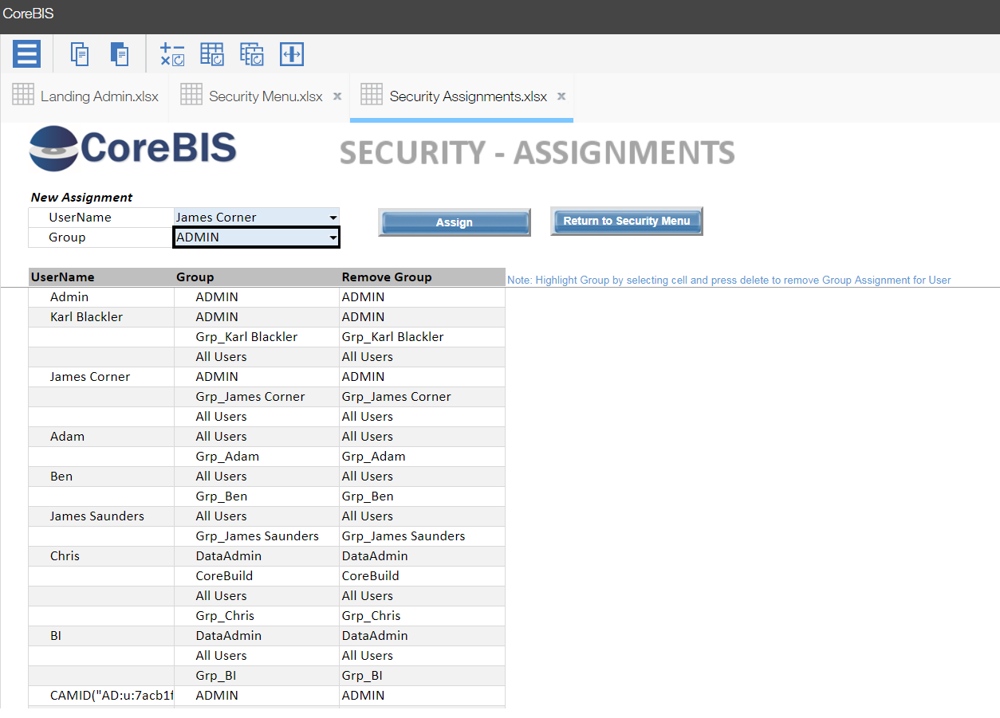 CoreBIS
Landing Admin.xlsx
Security Menu.xlsx
Security Assignments.xlsx
CoreBIS
SECURITY - ASSIGNMENTS
New Assignment
UserName James Corner
Group ADMIN
Assign
Return to Security Menu
UserName Group Remove Group
Note: Highlight Group by selecting cell and press delete to remove Group Assignment for User
Admin ADMIN ADMIN
Karl Blackler ADMIN ADMIN
Grp_Karl Blackler Grp_Karl Blackler
All Users All Users
James Corner ADMIN ADMIN
Grp_James Corner Grp_James Corner
All Users All Users
Adam All Users All Users
Grp_Adam Grp_Adam
Ben All Users All Users
Grp_Ben Grp_Ben
James Saunders All Users All Users
Grp_James Saunders Grp_James Saunders
Chris DataAdmin DataAdmin
CoreBuild CoreBuild
All Users All Users
Grp_Chris Grp_Chris
BI DataAdmin DataAdmin
All Users All Users
Grp_BI Grp_BI
CAMID("AD:u:7acb1f ADMIN ADMIN